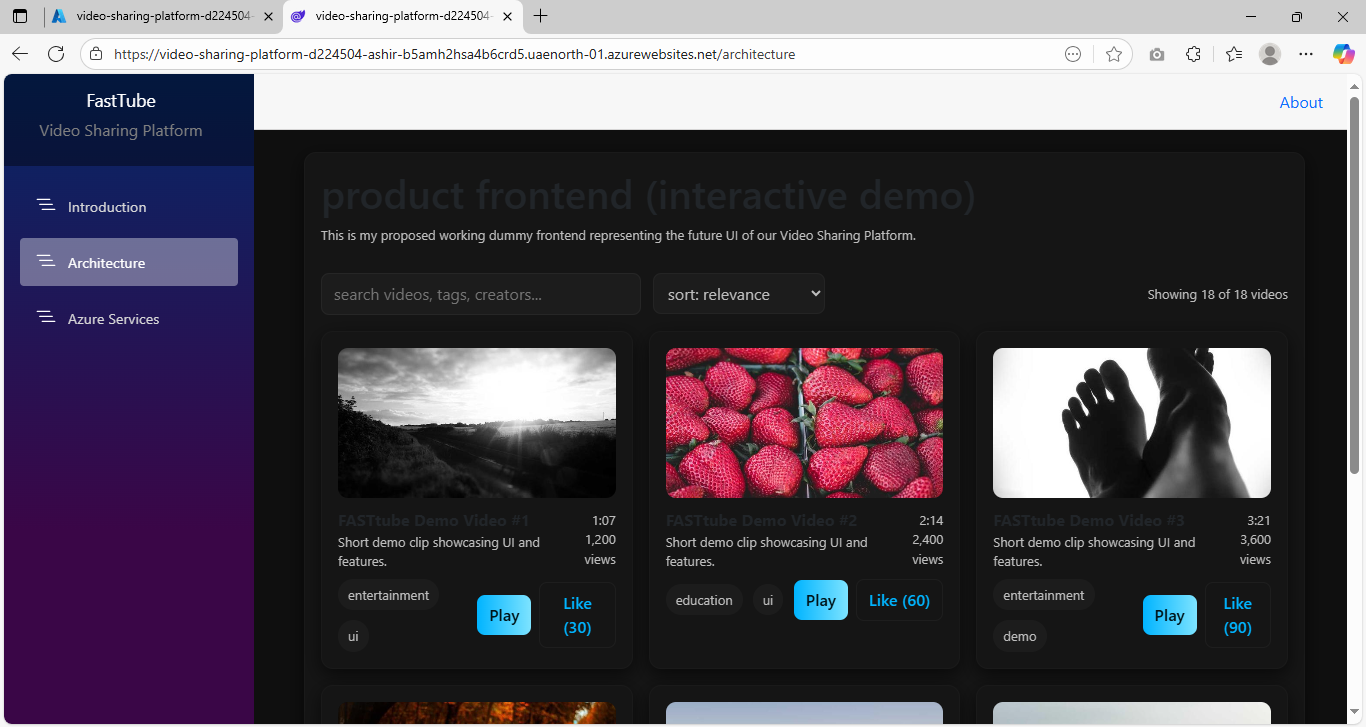 video-sharing-platform-d224504-
video-sharing-platform-d224504-
https://video-sharing-platform-d224504-ashir-b5amh2hsa4b6crd5.uaenorth-01.azurewebsites.net/architecture
FastTube
Video Sharing Platform
Introduction
Architecture
Azure Services
About
product frontend (interactive demo)
This is my proposed working dummy frontend representing the future UI of our Video Sharing Platform.
search videos, tags, creators...
sort: relevance
Showing 18 of 18 videos
FASTtube Demo Video #1
1:07
Short demo clip showcasing UI and
features.
1,200
views
entertainment
ui
Play
Like
(30)
FASTtube Demo Video #2
2:14
Short demo clip showcasing UI and
features.
2,400
views
education
ui
Play
Like (60)
FASTtube Demo Video #3
3:21
Short demo clip showcasing UI and
features.
3,600
views
entertainment
demo
Play
Like
(90)